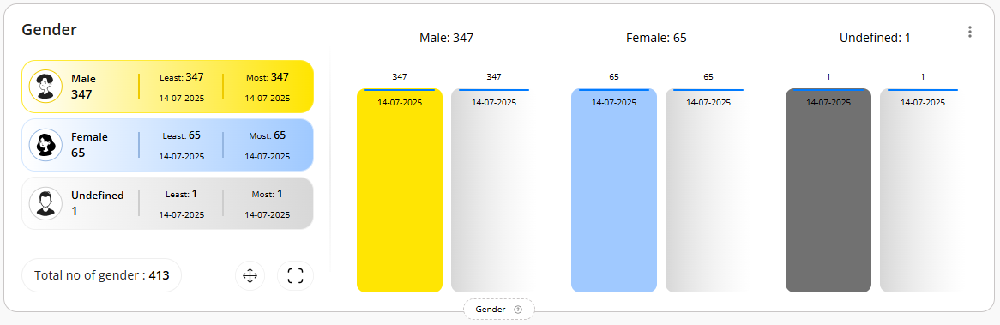 Gender
Male
347
Least: 347
14-07-2025
Most: 347
14-07-2025
Female
65
Least: 65
14-07-2025
Most: 65
14-07-2025
Undefined
1
Least: 1
14-07-2025
Most: 1
14-07-2025
Total no of gender : 413
Male: 347
347
14-07-2025
347
14-07-2025
Female: 65
65
14-07-2025
65
14-07-2025
Undefined: 1
1
14-07-2025
1
14-07-2025
Gender ?